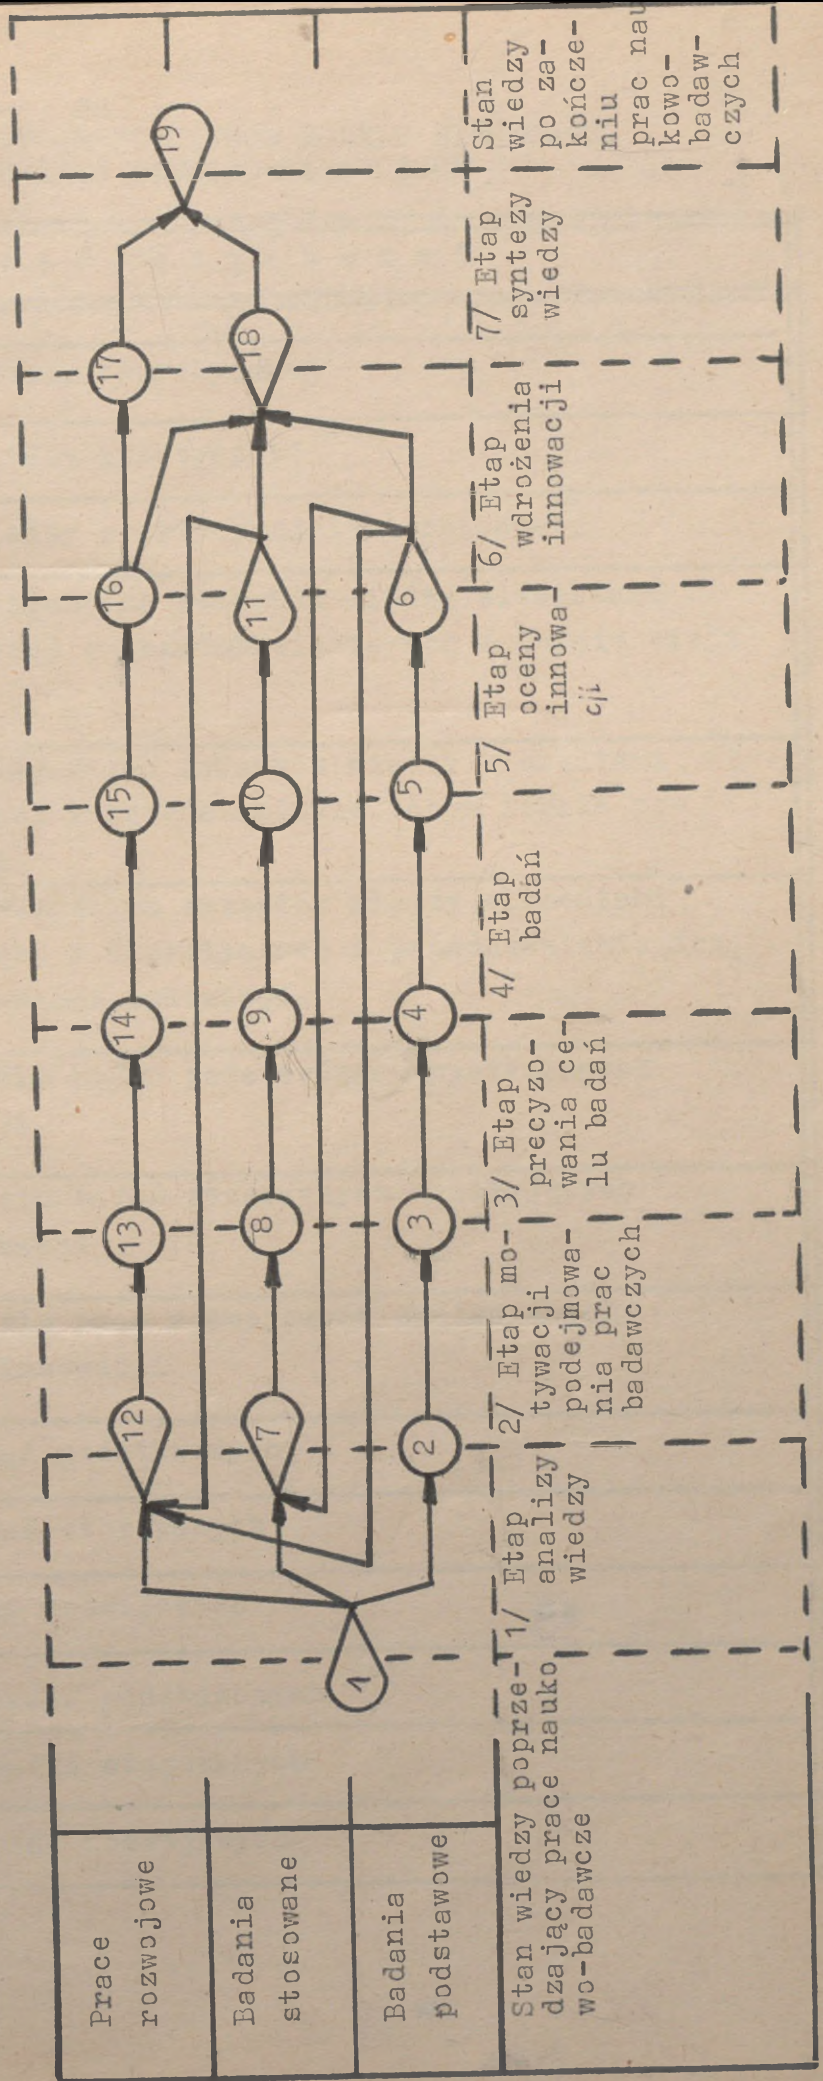 Prace
rozwojowe
Badania
stosowane
Badania
podstawowe
12
13
14
15
16
17
7
8
9
10
11
18
19
1
2
3
4
5
6
Stan wiedzy poprze-
dzający prace nauko
wo-badawcze
1/ Etap
analizy
wiedzy
2/ Etap mo-
tywacji
podejmowa-
nia prac
badawczych
3/ Etap
precyzo-
wania ce-
lu badań
4/ Etap
badań
5/ Etap
oceny
innowa-
cji
6/ Etap
wdrożenia
innowacji
7/ Etap
syntezy
wiedzy
Stan
wiedzy
po za-
kończe-
niu
prac nau
kowo-
badaw-
czych